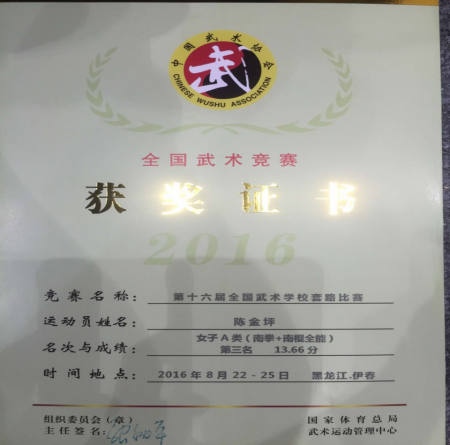 中国武术协会
武
CHINESE WUSHU ASSOCIATION
全国武术竞赛
获奖证书
2016
竞赛名称： 第十六届全国武术学校套路比赛
运动员姓名： 陈金坪
女子A类（南拳+南棍全能）
名次与成绩： 第三名 13.66分
时间地点： 2016年8月22-25日 黑龙江.伊春
组织委员会（章） 国家体育总局
主任签名： 武术运动管理中心